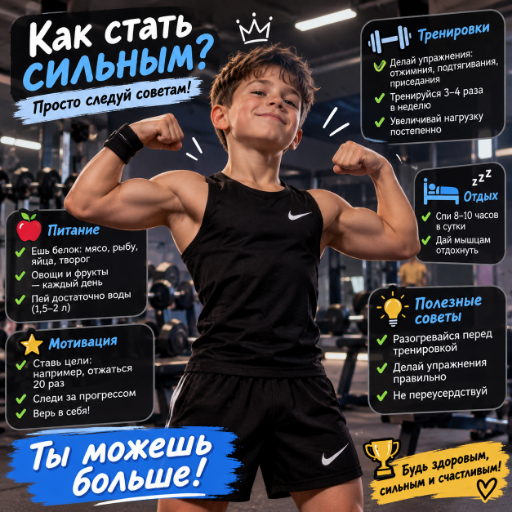 Как стать
СИЛЬНЫМ?
Просто следуй советам!
Тренировки
Делай упражнения:
отжимния, подтягивания,
приседания
Тренируйся 3–4 раза
в неделю
Увеличивай нагрузку
постепенно
zzz
Отдых
Спи 8–10 часов
в сутки
Дай мышцам
отдохнуть
Питание
Ешь белок: мясо, рыбу,
яйца, творог
Овощи и фрукты
— каждый день
Пей достаточно воды
(1,5–2 л)
Полезные
советы
Разогревайся перед
тренировкой
Делай упражнения
правильно
Не переусердствуй
Мотивация
Ставь цели:
например, отжаться
20 раз
Следи за прогрессом
Верь в себя!
Ты можешь
больше!
Будь здоровым,
сильным и счастливым!